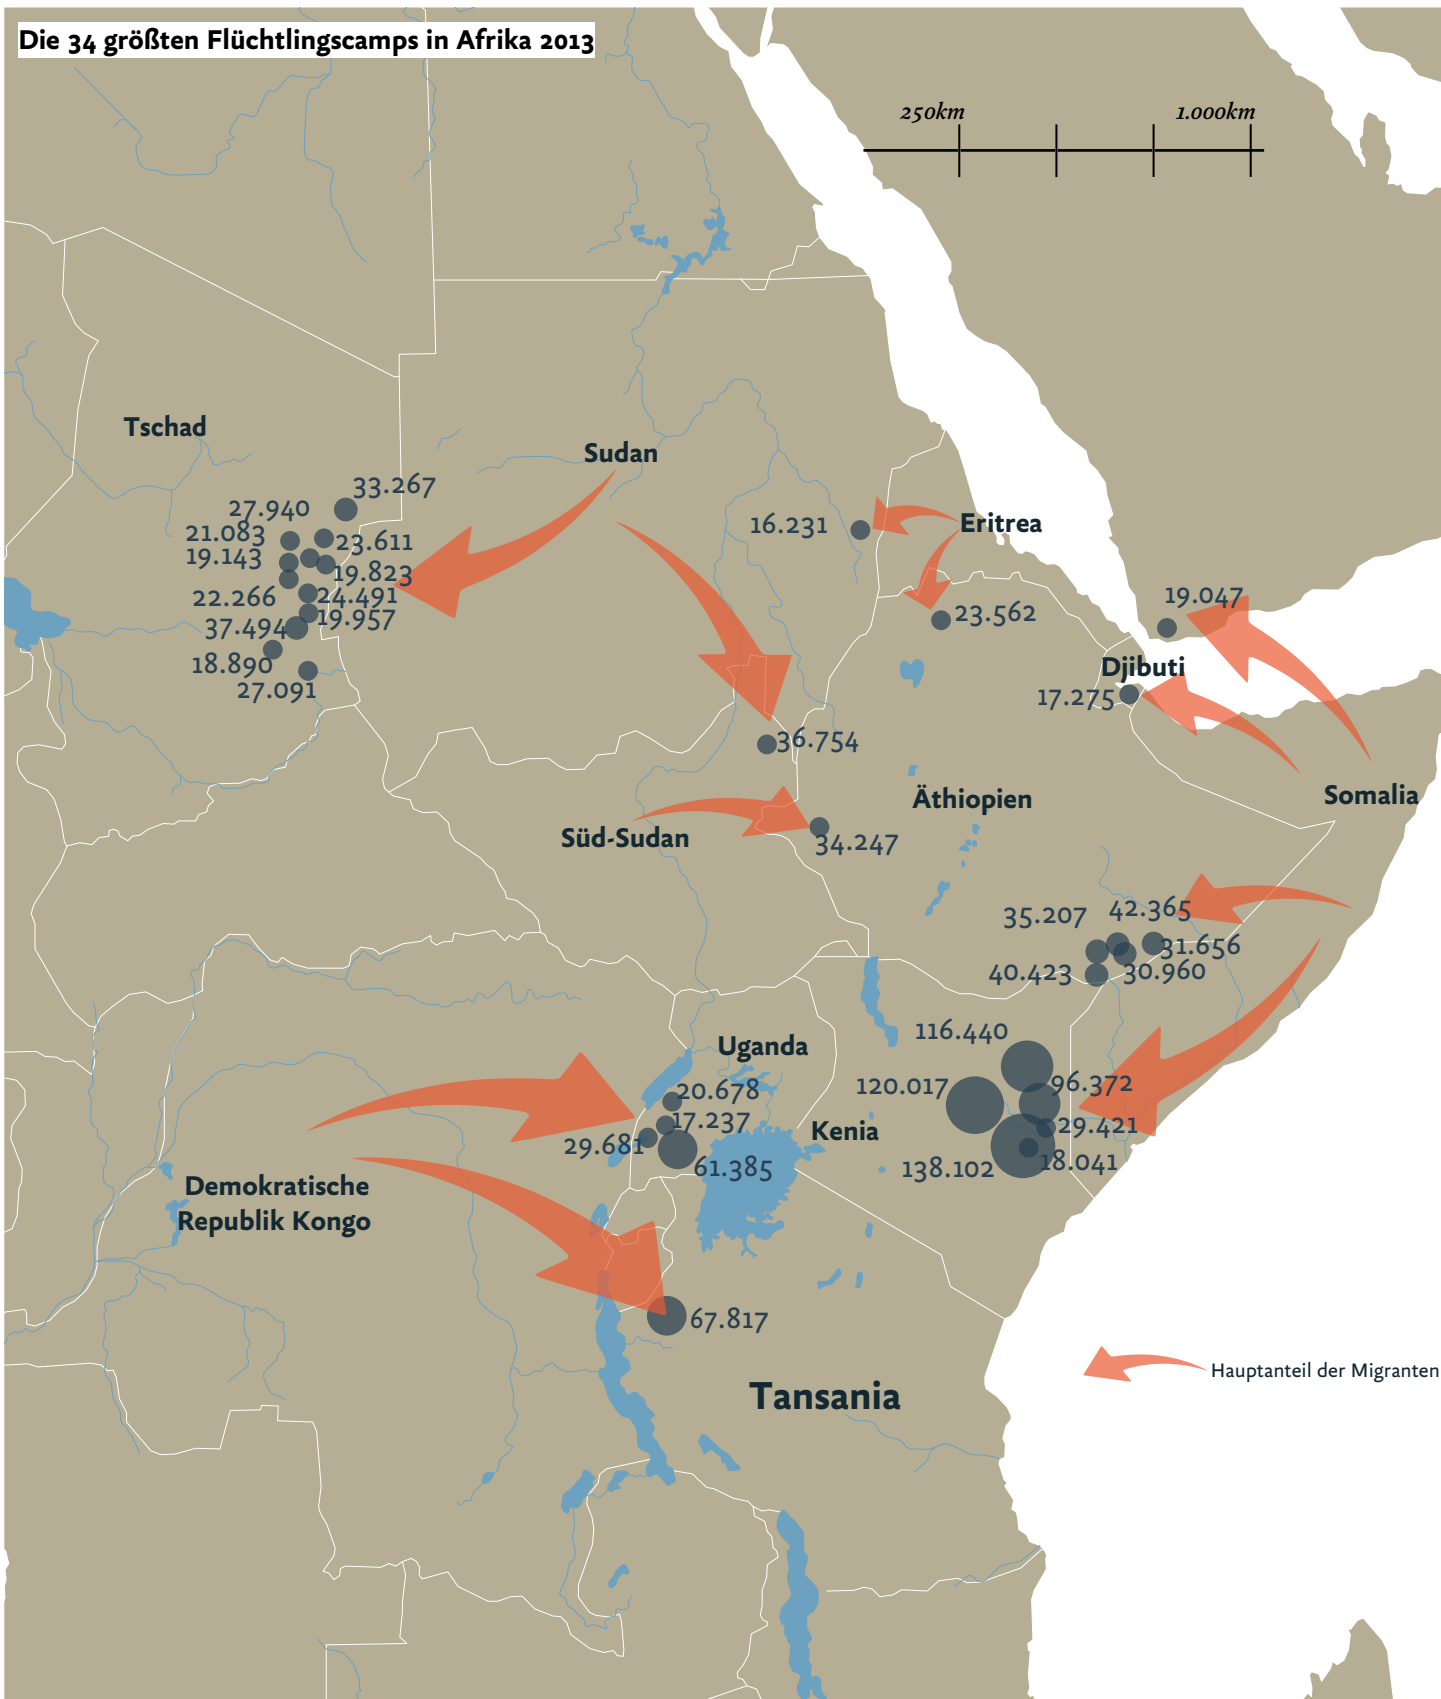 Die 34 größten Flüchtlingscamps in Afrika 2013
250km
1.000km
Tschad
Sudan
33.267
27.940
21.083
23.611
19.143
19.823
22.266
24.491
19.957
37.494
18.890
27.091
16.231
Eritrea
23.562
19.047
Djibuti
17.275
36.754
Äthiopien
Somalia
Süd-Sudan
34.247
35.207
42.365
31.656
40.423
30.960
116.440
Uganda
120.017
96.372
20.678
17.237
29.421
Kenia
29.681
61.385
138.102
18.041
Demokratische
Republik Kongo
67.817
Hauptanteil der Migranten
Tansania